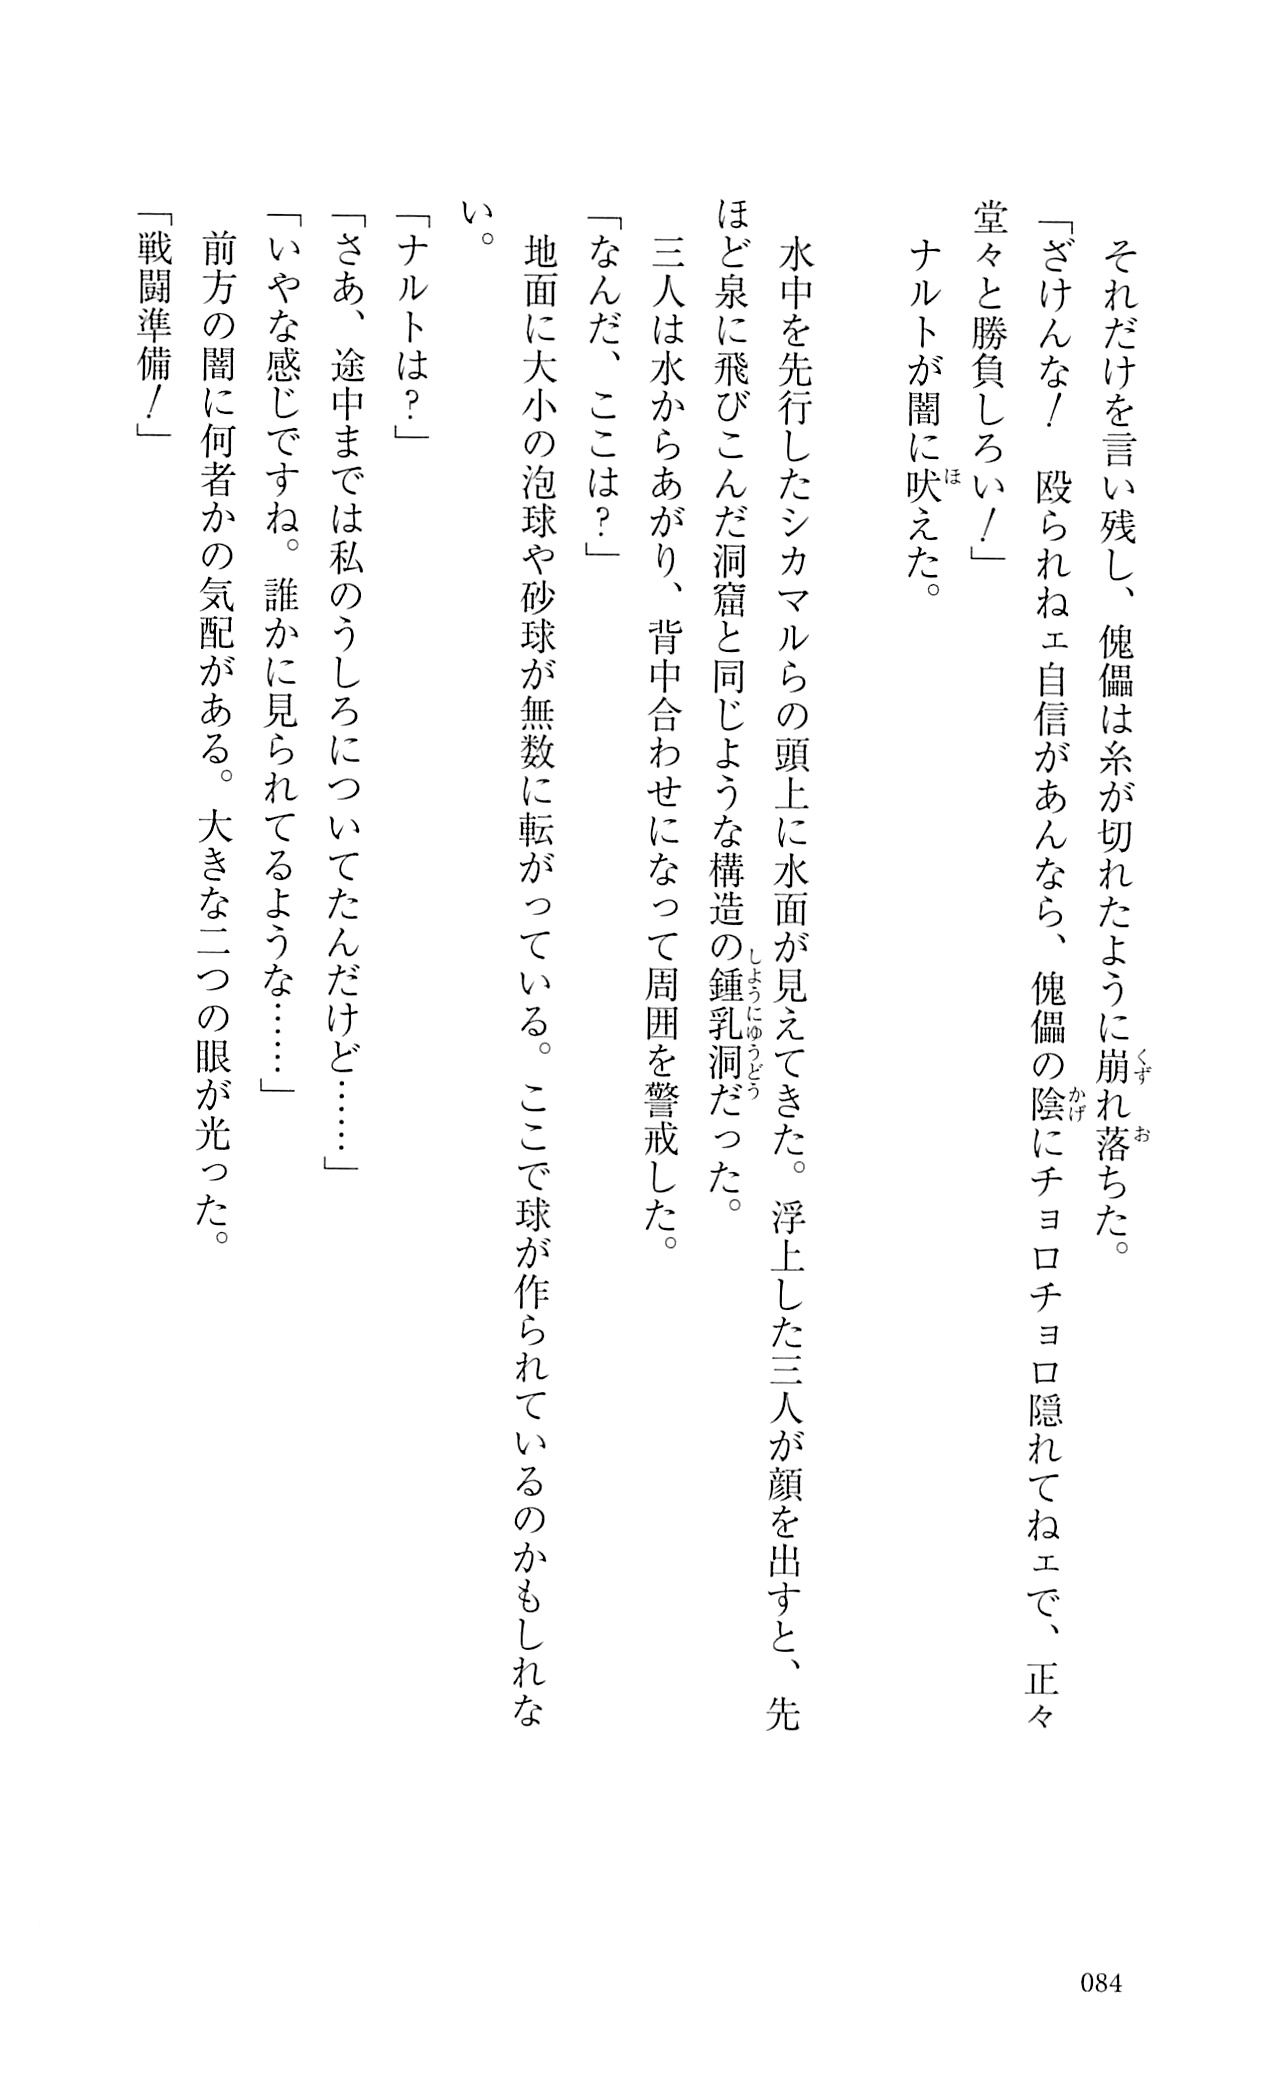 それだけを言い残し、傀儡は糸が切れたように崩れ落ちた。
「ざけんな！　殴られねェ自信があんなら、傀儡の陰にチョロチョロ隠れてねェで、正々
堂々と勝負しろい！」
ナルトが闇に吠えた。
水中を先行したシカマルらの頭上に水面が見えてきた。浮上した三人が顔を出すと、先
ほど泉に飛びこんだ洞窟と同じような構造の鍾乳洞だった。
三人は水からあがり、背中合わせになって周囲を警戒した。
「なんだ、ここは？」
地面に大小の泡球や砂球が無数に転がっている。ここで球が作られているのかもしれな
い。
「ナルトは？」
「さあ、途中までは私のうしろについてたんだけど……」
「いやな感じですね。誰かに見られてるような……」
前方の闇に何者かの気配がある。大きな二つの眼が光った。
「戦闘準備！」
084